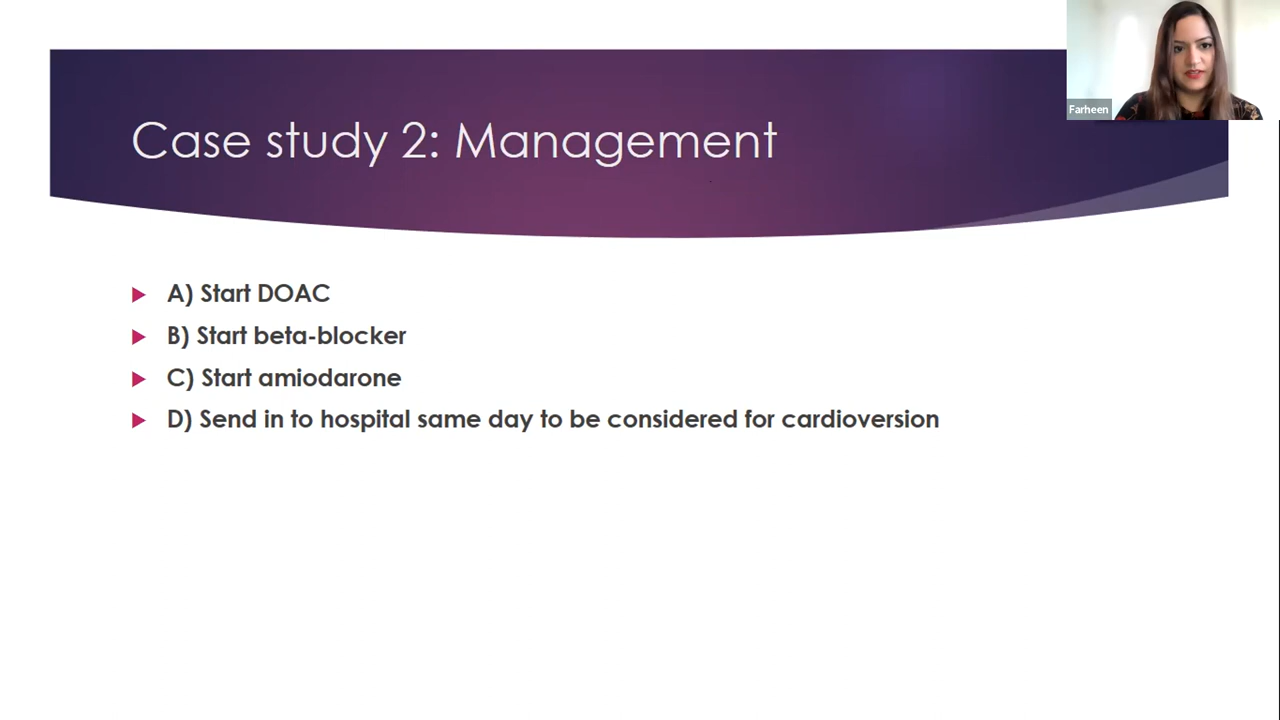 Farheen
Case study 2: Management
A) Start DOAC
B) Start beta-blocker
C) Start amiodarone
D) Send in to hospital same day to be considered for cardioversion